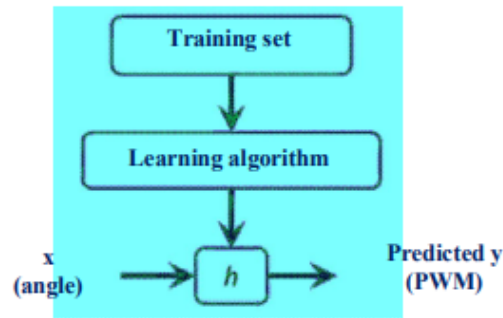 Training set
Learning algorithm
x
(angle)
h
Predicted y
(PWM)